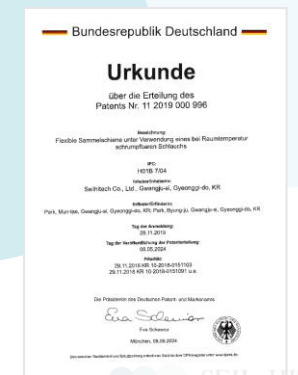 Bundesrepublik Deutschland
Urkunde
über die Erteilung des
Patents Nr. 11 2019 000 996
Bezeichnung:
Flexible Sammelschiene unter Verwendung eines bei Raumtemperatur
schrumpfbaren Schlauchs
IPC:
H01B 7/04
Inhaber/Inhaberin:
Seihitech Co., Ltd., Gwangju-si, Gyeonggi-do, KR
Erfinder/Erfinderin:
Park, Mun-tae, Gwangju-si, Gyeonggi-do, KR; Park, Byung-ju, Gwangju-si, Gyeonggi-do, KR
Tag der Anmeldung:
28.11.2019
Tag der Veröffentlichung der Patenterteilung:
08.05.2024
Priorität:
29.11.2018 KR 10-2018-0151103
29.11.2018 KR 10-2018-0151091 u.a.
Die Präsidentin des Deutschen Patent- und Markenamts
Eva Schewior
Eva Schewior
München, 08.05.2024